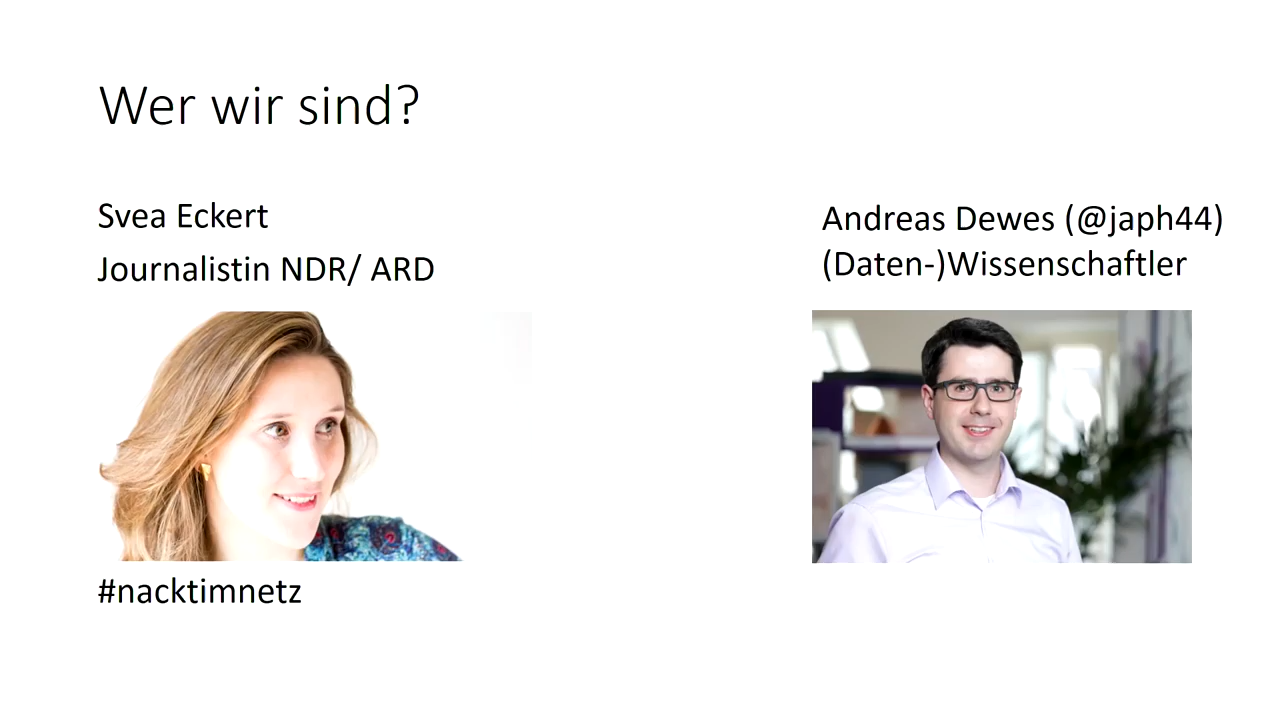 Wer wir sind?
Svea Eckert
Journalistin NDR/ ARD
#nacktimnetz
Andreas Dewes (@japh44)
(Daten-)Wissenschaftler